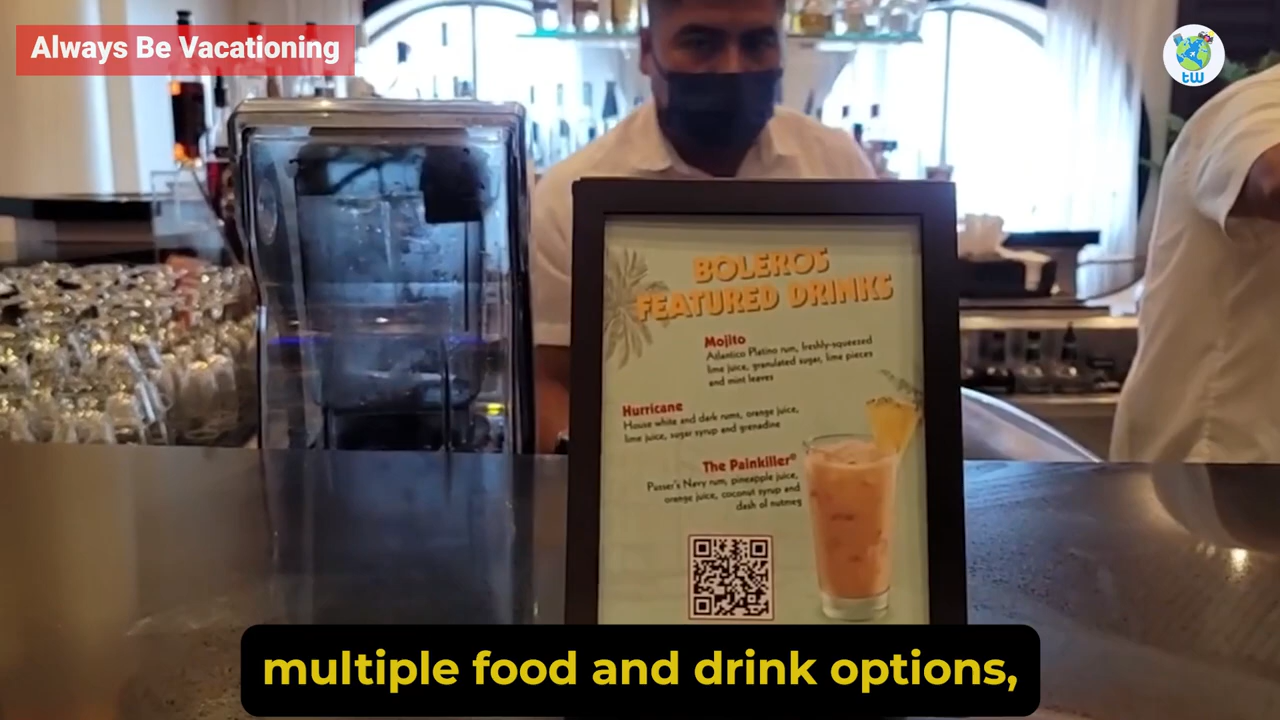 Always Be Vacationing
tw
BOLEROS
FEATURED DRINKS
Mojito
Atlantico Platino rum, freshly-squeezed
lime juice, granulated sugar, lime pieces
and mint leaves
Hurricane
House white and dark rums, orange juice,
lime juice, sugar syrup and grenadine
The Painkiller®
Pusser's Navy rum, pineapple juice,
orange juice, coconut syrup and
dash of nutmeg
multiple food and drink options,